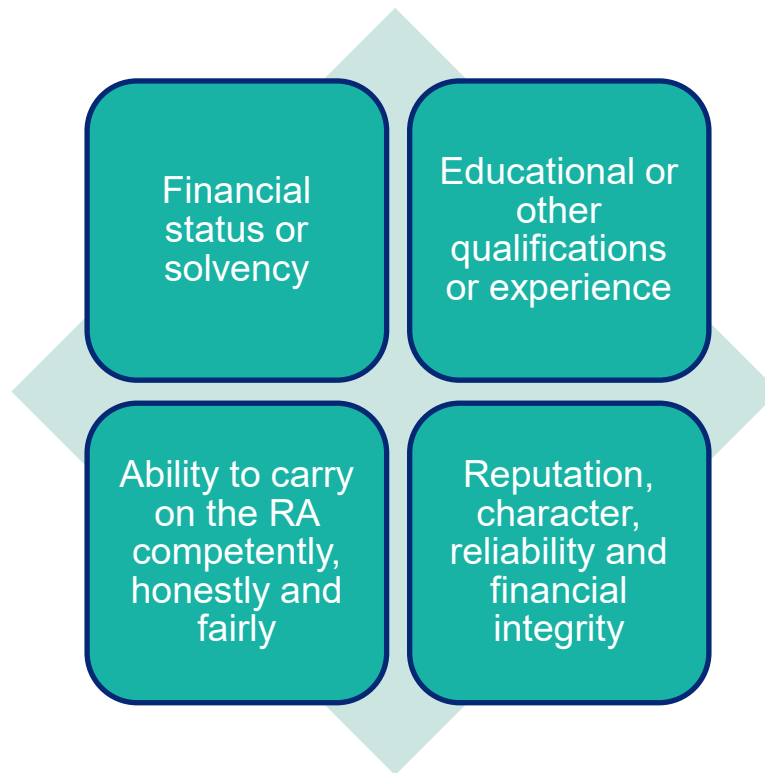 Financial
status or
solvency
Educational or
other
qualifications
or experience
Ability to carry
on the RA
competently,
honestly and
fairly
Reputation,
character,
reliability and
financial
integrity